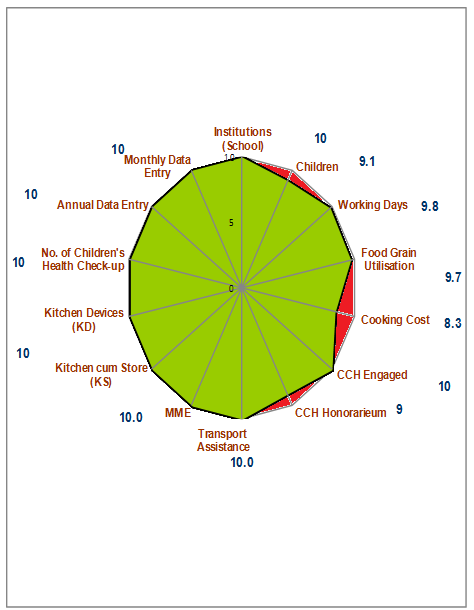 Institutions
(School)
10
10
Children
9.1
Working Days
9.8
Food Grain
Utilisation
9.7
Cooking Cost
8.3
CCH Engaged
10
CCH Honorarieum
9
Transport
Assistance
10.0
MME
10.0
Kitchen cum Store
(KS)
10
Kitchen Devices
(KD)
10
No. of Children's
Health Check-up
10
Annual Data Entry
10
Monthly Data
Entry
5
0